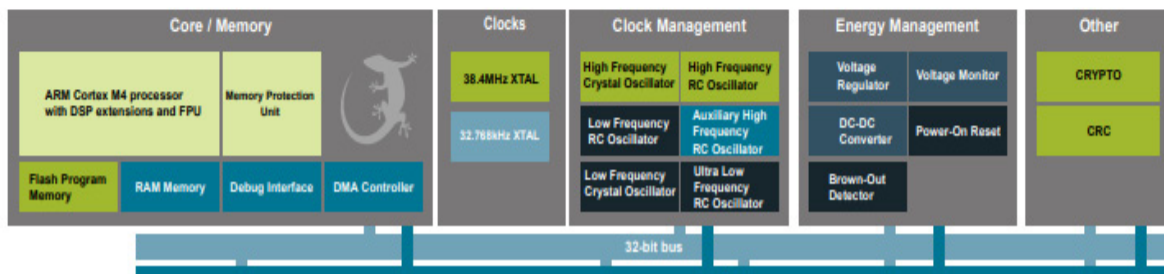 Core / Memory
ARM Cortex M4 processor
with DSP extensions and FPU
Memory Protection
Unit
Flash Program
Memory
RAM Memory
Debug Interface
DMA Controller
Clocks
38.4MHz XTAL
32.768kHz XTAL
Clock Management
High Frequency
Crystal Oscillator
High Frequency
RC Oscillator
Low Frequency
RC Oscillator
Auxiliary High
Frequency
RC Oscillator
Low Frequency
Crystal Oscillator
Ultra Low
Frequency
RC Oscillator
Energy Management
Voltage
Regulator
Voltage Monitor
DC-DC
Converter
Power-On Reset
Brown-Out
Detector
Other
CRYPTO
CRC
32-bit bus